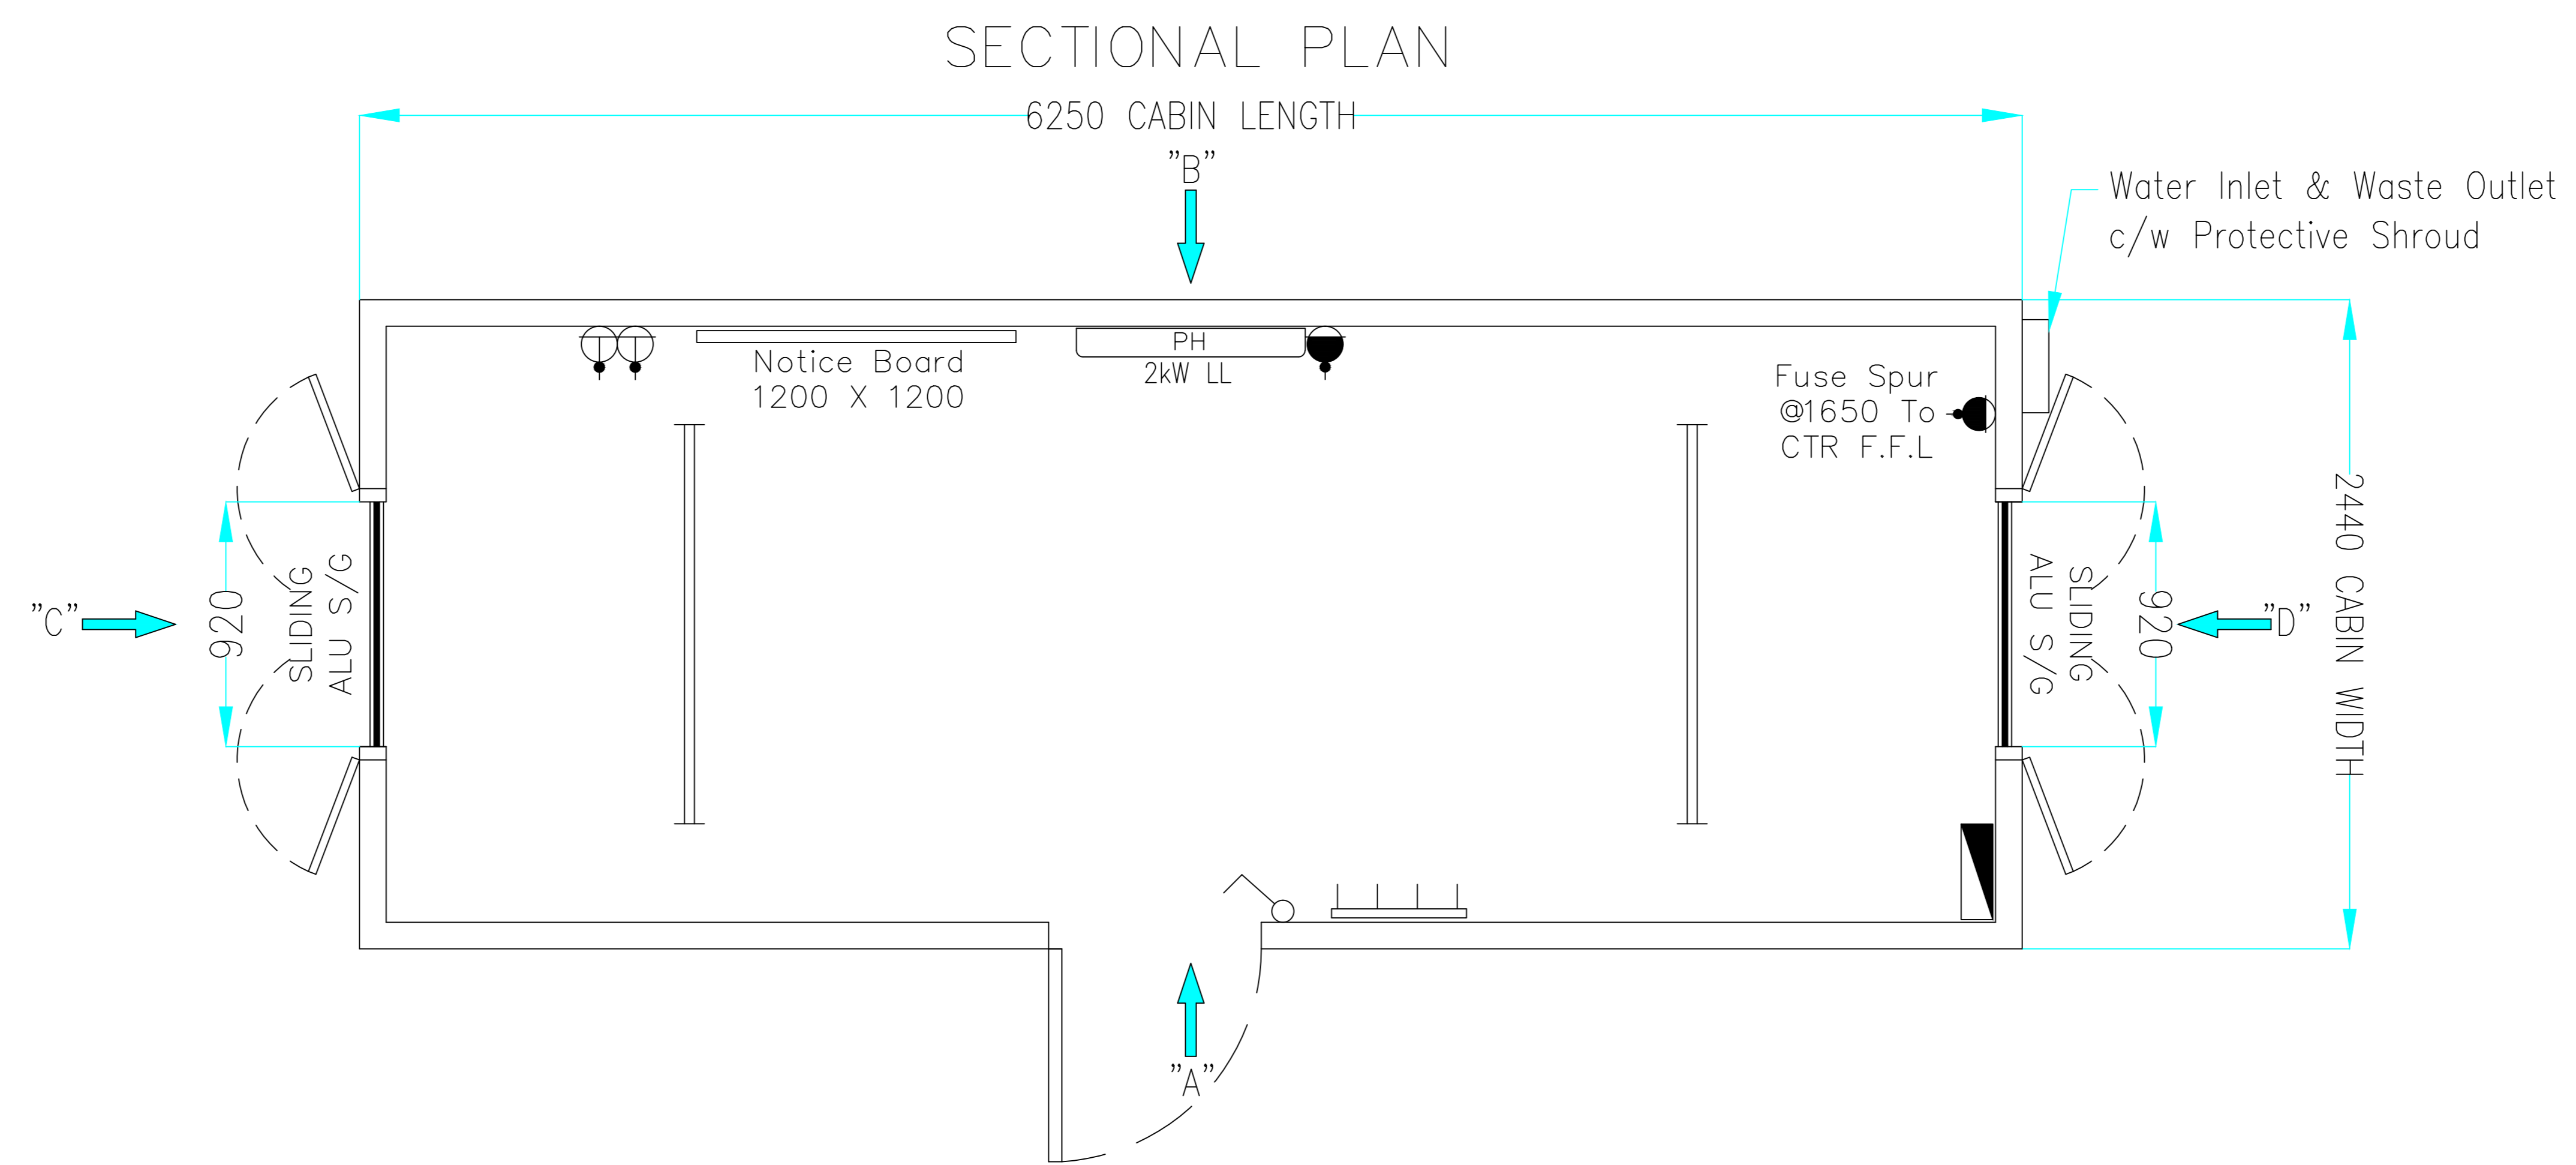 SECTIONAL PLAN
6250 CABIN LENGTH
"B"
Water Inlet & Waste Outlet
c/w Protective Shroud
PH
2kW LL
Notice Board
1200 X 1200
Fuse Spur
@1650 To
CTR F.F.L
"C"
920
SLIDING
ALU S/G
ALU S/G
SLIDING
920
"D"
2440 CABIN WIDTH
"A"